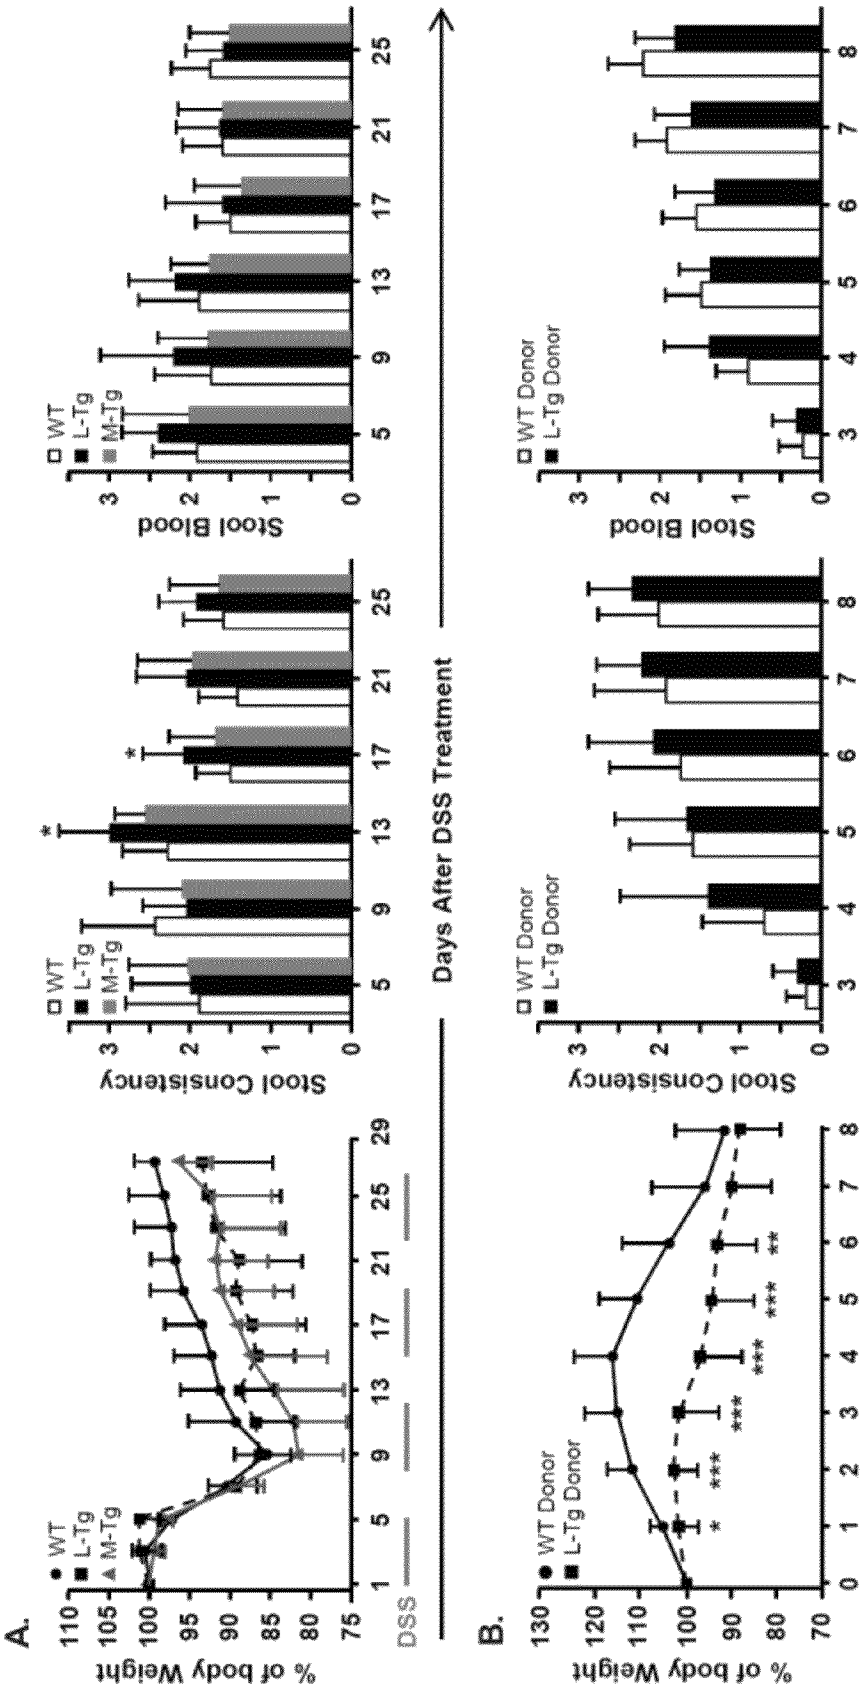 A.
% of body Weight
110
105
100
95
90
85
80
75
WT
L-Tg
M-Tg
1 5 9 13 17 21 25 29
DSS
Stool Consistency
3
2
1
0
WT
L-Tg
M-Tg
* *
5 9 13 17 21 25
Stool Blood
3
2
1
0
WT
L-Tg
M-Tg
5 9 13 17 21 25
Days After DSS Treatment
B.
% of body Weight
130
120
110
100
90
80
70
WT Donor
L-Tg Donor
* *** *** *** *** **
0 1 2 3 4 5 6 7 8
Stool Consistency
3
2
1
0
WT Donor
L-Tg Donor
3 4 5 6 7 8
Stool Blood
3
2
1
0
WT Donor
L-Tg Donor
3 4 5 6 7 8